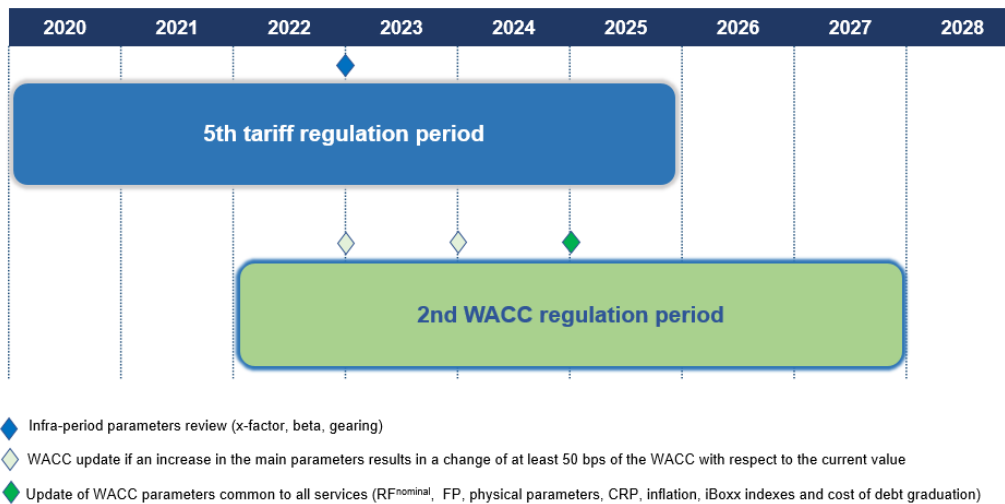 2020 2021 2022 2023 2024 2025 2026 2027 2028
5th tariff regulation period
2nd WACC regulation period
Infra-period parameters review (x-factor, beta, gearing)
WACC update if an increase in the main parameters results in a change of at least 50 bps of the WACC with respect to the current value
Update of WACC parameters common to all services (RFnominal, FP, physical parameters, CRP, inflation, iBoxx indexes and cost of debt graduation)